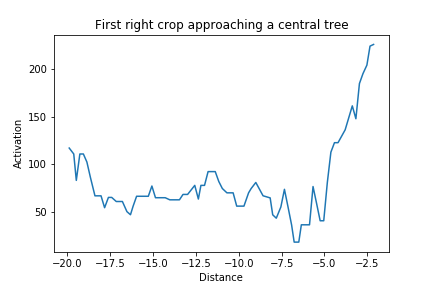 First right crop approaching a central tree
Activation
200
150
100
50
−20.0 −17.5 −15.0 −12.5 −10.0 −7.5 −5.0 −2.5
Distance